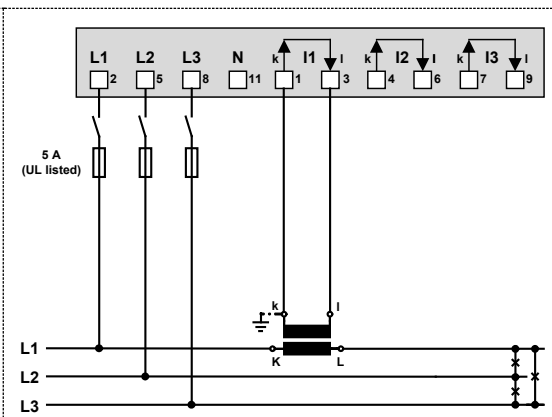 L1 L2 L3 N k I1 l k I2 l k I3 l
2 5 8 11 1 3 4 6 7 9
5 A
(UL listed)
k l
L1 K L
L2
L3